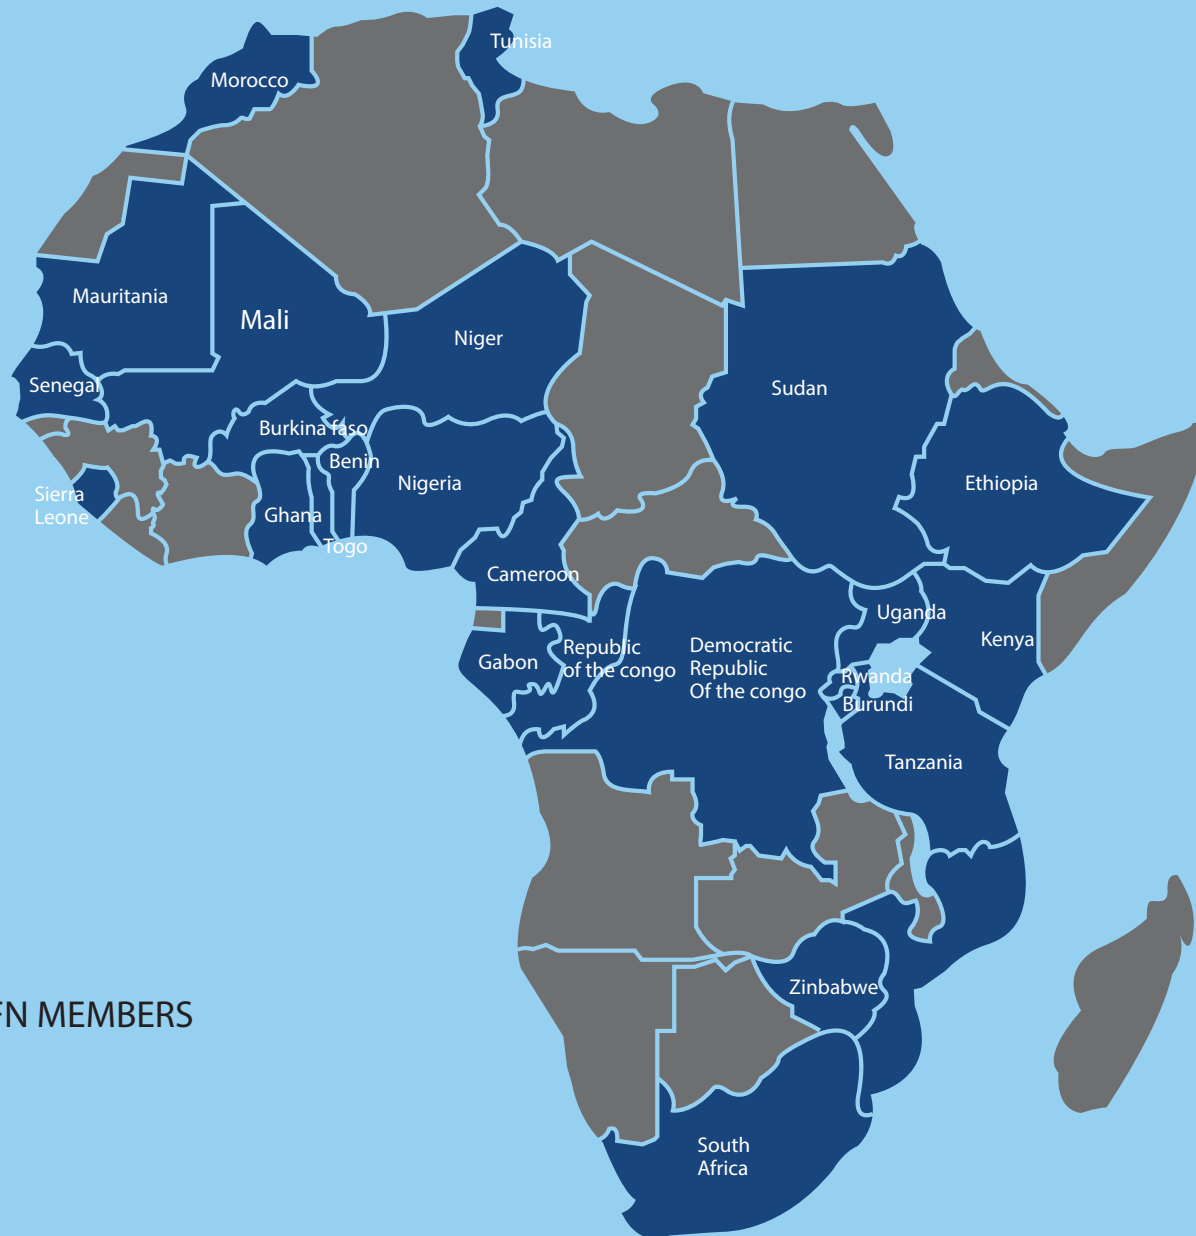 Tunisia
Morocco
Mauritania
Mali
Niger
Senegal
Sudan
Burkina faso
Benin
Nigeria
Ethiopia
Sierra
Leone
Ghana
Togo
Cameroon
Uganda
Kenya
Gabon
Republic
of the congo
Democratic
Republic
Of the congo
Rwanda
Burundi
Tanzania
Zinbabwe
FN MEMBERS
South
Africa